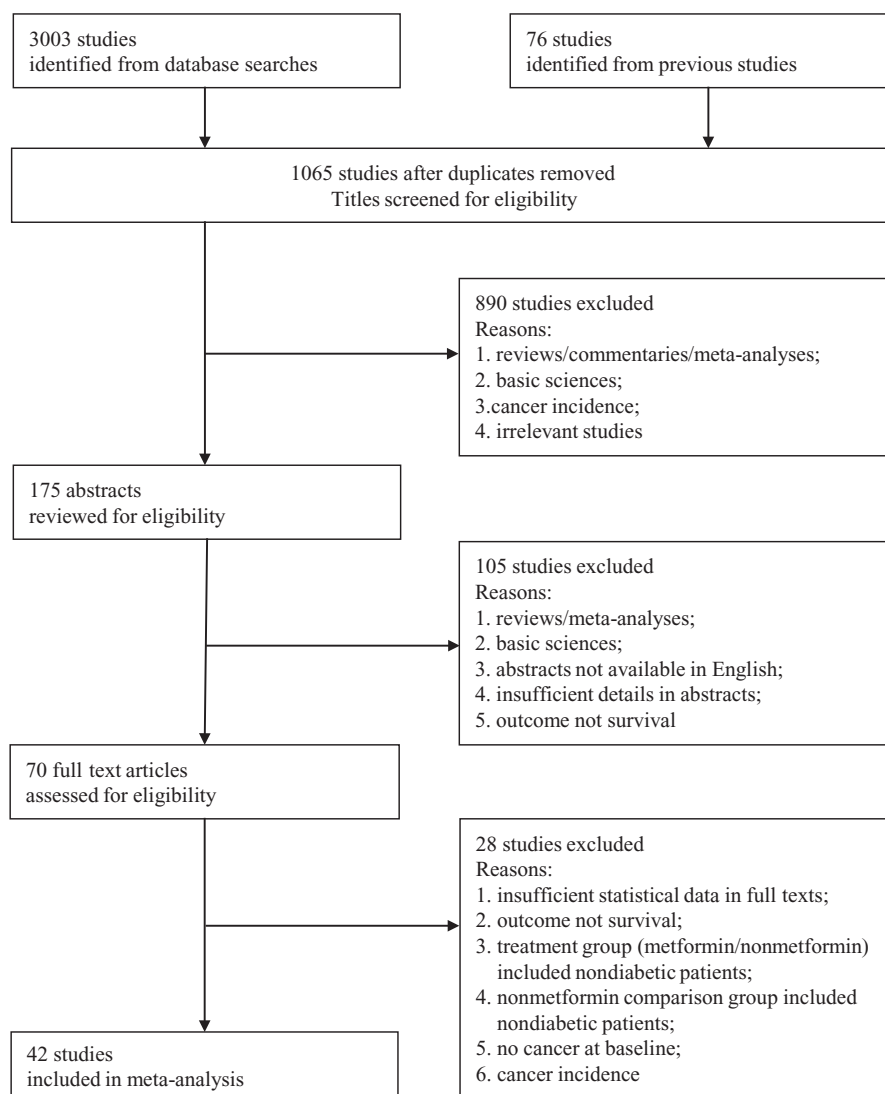 3003 studies
identified from database searches
76 studies
identified from previous studies
1065 studies after duplicates removed
Titles screened for eligibility
890 studies excluded
Reasons:
1. reviews/commentaries/meta-analyses;
2. basic sciences;
3.cancer incidence;
4. irrelevant studies
175 abstracts
reviewed for eligibility
105 studies excluded
Reasons:
1. reviews/meta-analyses;
2. basic sciences;
3. abstracts not available in English;
4. insufficient details in abstracts;
5. outcome not survival
70 full text articles
assessed for eligibility
28 studies excluded
Reasons:
1. insufficient statistical data in full texts;
2. outcome not survival;
3. treatment group (metformin/nonmetformin)
included nondiabetic patients;
4. nonmetformin comparison group included
nondiabetic patients;
5. no cancer at baseline;
6. cancer incidence
42 studies
included in meta-analysis